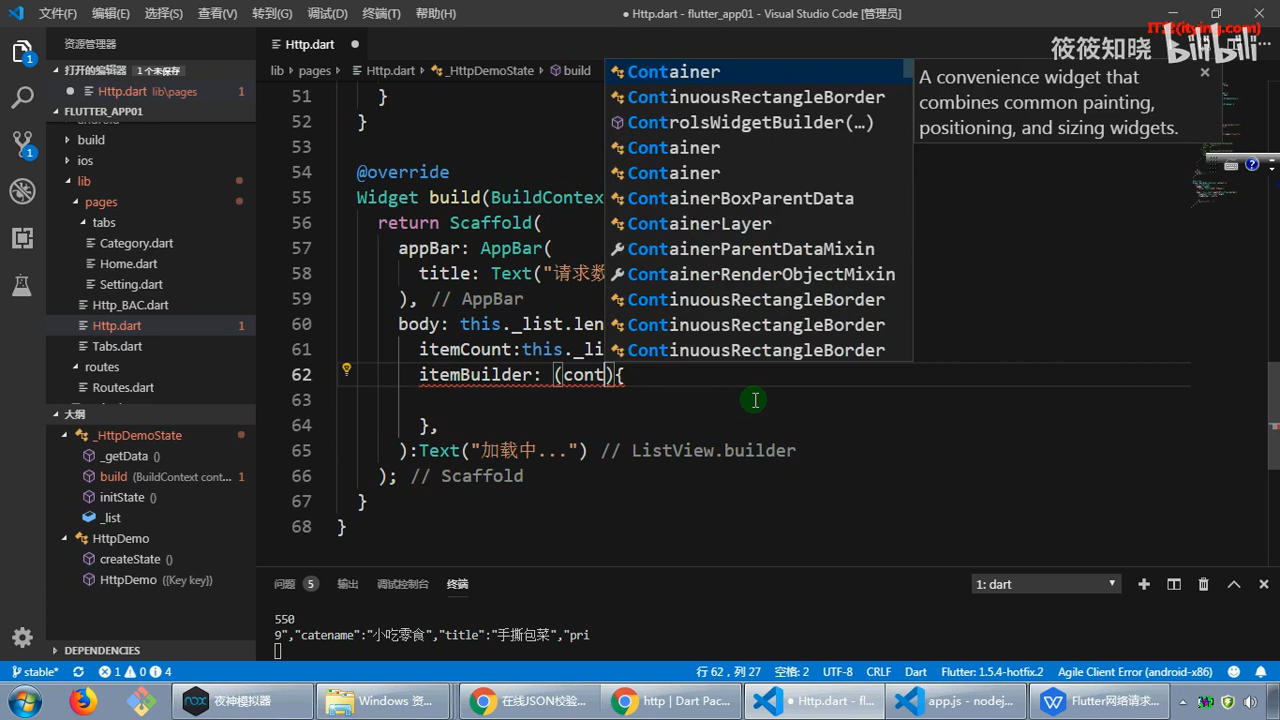 文件(F) 编辑(E) 选择(S) 查看(V) 转到(G) 调试(D) 终端(T) 帮助(H)
● Http.dart - flutter_app01 - Visual Studio Code [管理员]
IT营(itying.com)
筱筱知晓 bilibili
资源管理器
打开的编辑器 1 个未保存
● Http.dart lib\pages 1
FLUTTER_APP01
build
ios
lib
pages
tabs
Category.dart
Home.dart
Setting.dart
Http_BAC.dart
Http.dart 1
Tabs.dart
routes
Routes.dart
大纲
_HttpDemoState
_getData ()
build (BuildContext cont... 1
initState ()
_list
HttpDemo
createState ()
HttpDemo ({Key key})
DEPENDENCIES
Http.dart ●
lib › pages › Http.dart › _HttpDemoState › build
51 }
52 }
53
54 @override
55 Widget build(BuildContex
56 return Scaffold(
57 appBar: AppBar(
58 title: Text("请求数
59 ), // AppBar
60 body: this._list.len
61 itemCount:this._li
62 itemBuilder: (cont){
63
64 },
65 ):Text("加载中...") // ListView.builder
66 ); // Scaffold
67 }
68 }
Container
ContinuousRectangleBorder
ControlsWidgetBuilder(…)
Container
Container
ContainerBoxParentData
ContainerLayer
ContainerParentDataMixin
ContainerRenderObjectMixin
ContinuousRectangleBorder
ContinuousRectangleBorder
ContinuousRectangleBorder
A convenience widget that
combines common painting,
positioning, and sizing widgets.
问题 5 输出 调试控制台 终端
1: dart
550
9","catename":"小吃零食","title":"手撕包菜","pri
stable* 1 0 4
行 62，列 27 空格: 2 UTF-8 CRLF Dart Flutter: 1.5.4-hotfix.2 Agile Client Error (android-x86)
夜神模拟器
Windows 资...
在线JSON校验...
http | Dart Pac...
● Http.dart - fl...
app.js - nodej...
Flutter网络请求...